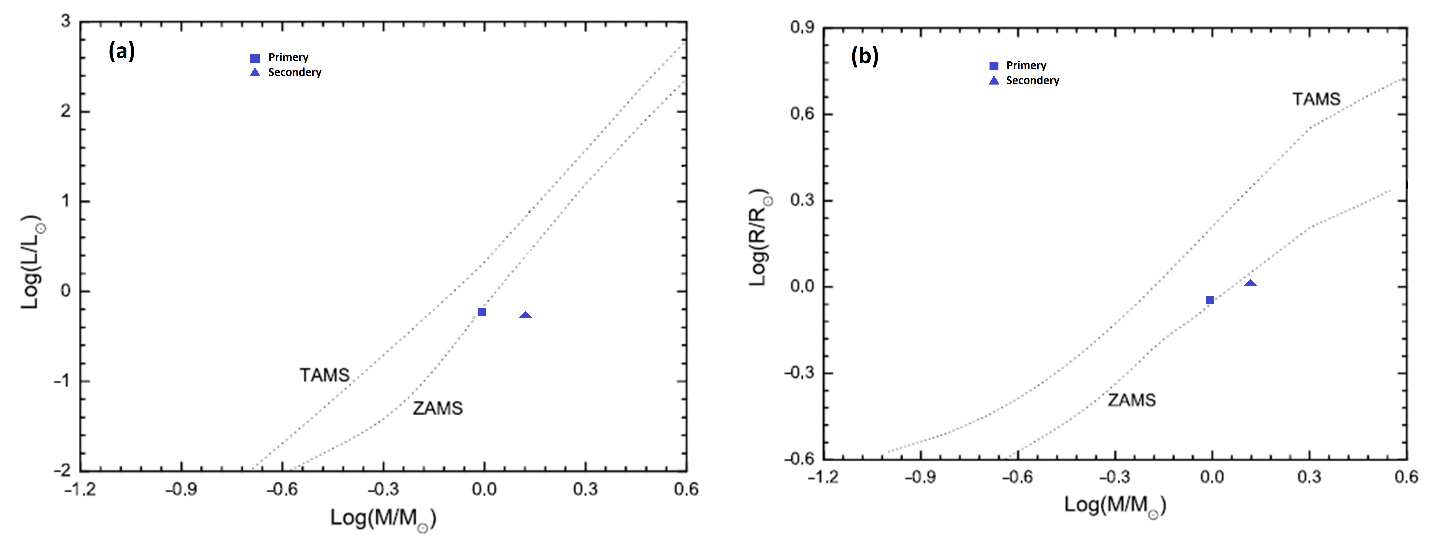 (a)
Primery
Secondery
TAMS
ZAMS
3
2
1
0
−1
−2
−1.2 −0.9 −0.6 −0.3 0.0 0.3 0.6
Log(L/L☉)
Log(M/M☉)
(b)
Primery
Secondery
TAMS
ZAMS
0.9
0.6
0.3
0.0
−0.3
−0.6
−1.2 −0.9 −0.6 −0.3 0.0 0.3 0.6
Log(R/R☉)
Log(M/M☉)